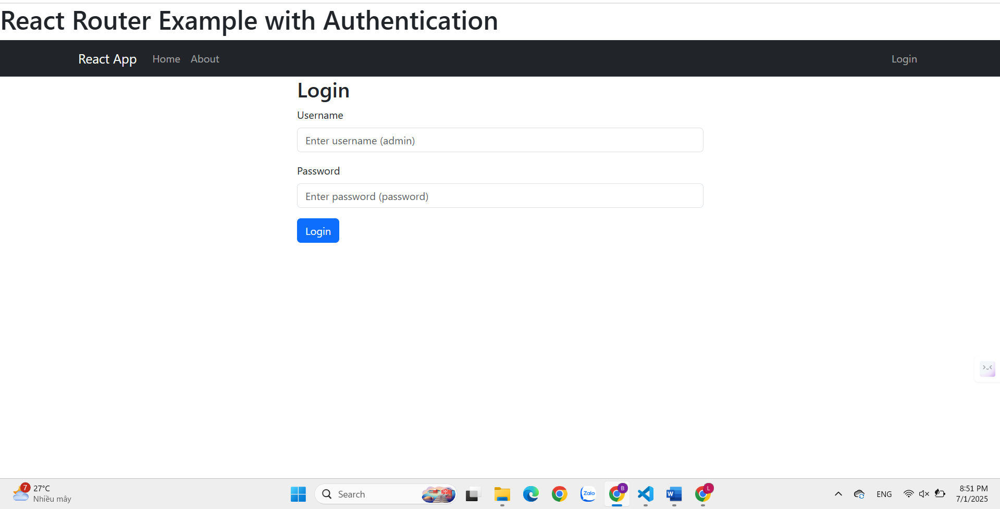 React Router Example with Authentication
React App Home About Login
Login
Username
Enter username (admin)
Password
Enter password (password)
Login
7
27°C
Nhiều mây
Search
Zalo
B
W
L
ENG
8:51 PM
7/1/2025